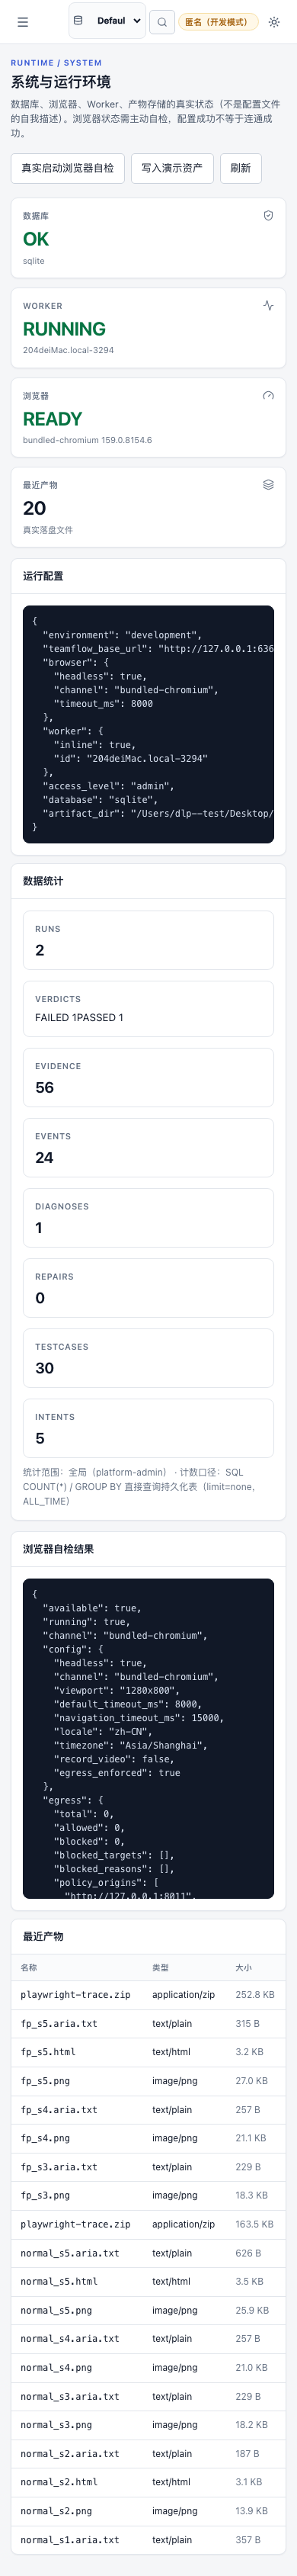 Defaul
匿名（开发模式）
RUNTIME / SYSTEM
系统与运行环境
数据库、浏览器、Worker、产物存储的真实状态（不是配置文件
的自我描述）。浏览器状态需主动自检，配置成功不等于连通成
功。
真实启动浏览器自检
写入演示资产
刷新
数据库
OK
sqlite
WORKER
RUNNING
204deiMac.local-3294
浏览器
READY
bundled-chromium 159.0.8154.6
最近产物
20
真实落盘文件
运行配置
{
"environment": "development",
"teamflow_base_url": "http://127.0.0.1:636
"browser": {
"headless": true,
"channel": "bundled-chromium",
"timeout_ms": 8000
},
"worker": {
"inline": true,
"id": "204deiMac.local-3294"
},
"access_level": "admin",
"database": "sqlite",
"artifact_dir": "/Users/dlp--test/Desktop/
}
数据统计
RUNS
2
VERDICTS
FAILED 1PASSED 1
EVIDENCE
56
EVENTS
24
DIAGNOSES
1
REPAIRS
0
TESTCASES
30
INTENTS
5
统计范围：全局（platform-admin） · 计数口径：SQL
COUNT(*) / GROUP BY 直接查询持久化表（limit=none，
ALL_TIME）
浏览器自检结果
{
"available": true,
"running": true,
"channel": "bundled-chromium",
"config": {
"headless": true,
"channel": "bundled-chromium",
"viewport": "1280x800",
"default_timeout_ms": 8000,
"navigation_timeout_ms": 15000,
"locale": "zh-CN",
"timezone": "Asia/Shanghai",
"record_video": false,
"egress_enforced": true
},
"egress": {
"total": 0,
"allowed": 0,
"blocked": 0,
"blocked_targets": [],
"blocked_reasons": [],
"policy_origins": [
"http://127.0.0.1:8011",
最近产物
名称 类型 大小
playwright-trace.zip application/zip 252.8 KB
fp_s5.aria.txt text/plain 315 B
fp_s5.html text/html 3.2 KB
fp_s5.png image/png 27.0 KB
fp_s4.aria.txt text/plain 257 B
fp_s4.png image/png 21.1 KB
fp_s3.aria.txt text/plain 229 B
fp_s3.png image/png 18.3 KB
playwright-trace.zip application/zip 163.5 KB
normal_s5.aria.txt text/plain 626 B
normal_s5.html text/html 3.5 KB
normal_s5.png image/png 25.9 KB
normal_s4.aria.txt text/plain 257 B
normal_s4.png image/png 21.0 KB
normal_s3.aria.txt text/plain 229 B
normal_s3.png image/png 18.2 KB
normal_s2.aria.txt text/plain 187 B
normal_s2.html text/html 3.1 KB
normal_s2.png image/png 13.9 KB
normal_s1.aria.txt text/plain 357 B